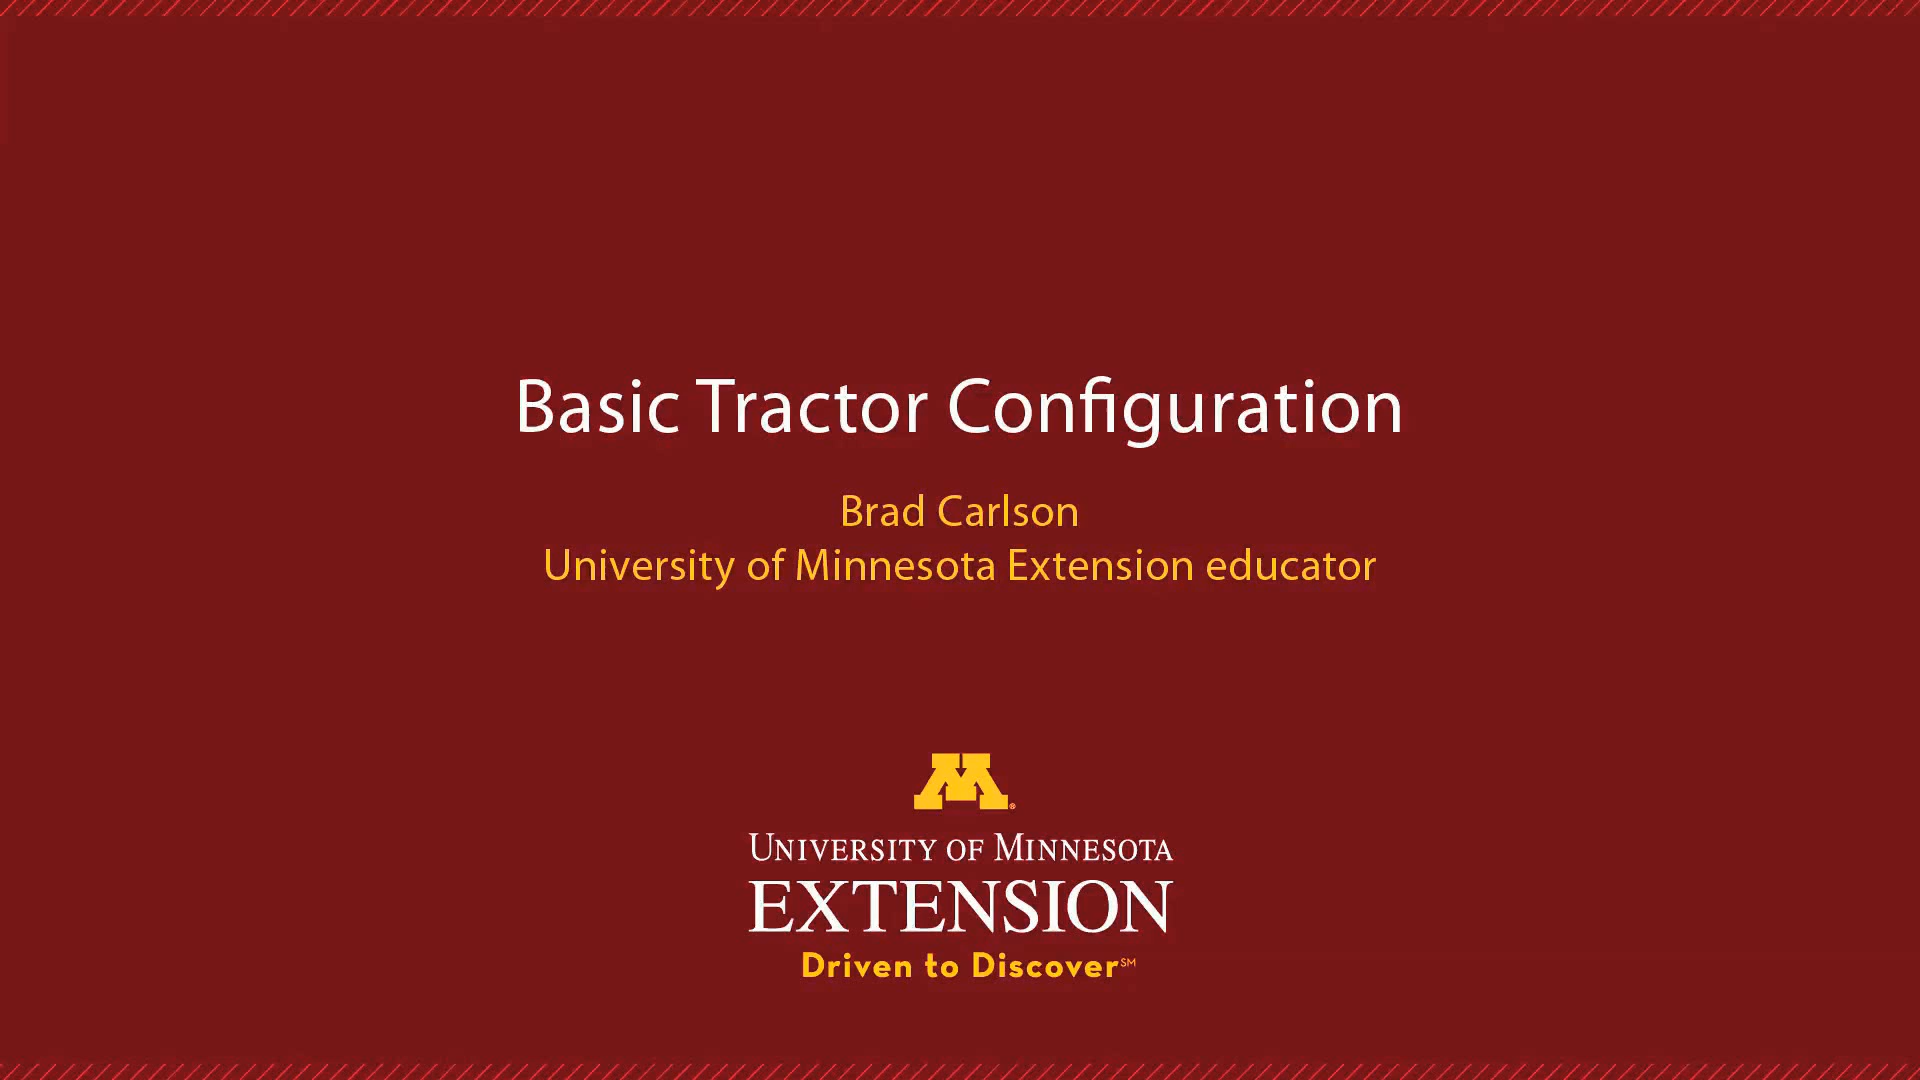 Basic Tractor Configuration
Brad Carlson
University of Minnesota Extension educator
M®
UNIVERSITY OF MINNESOTA
EXTENSION
Driven to Discover℠